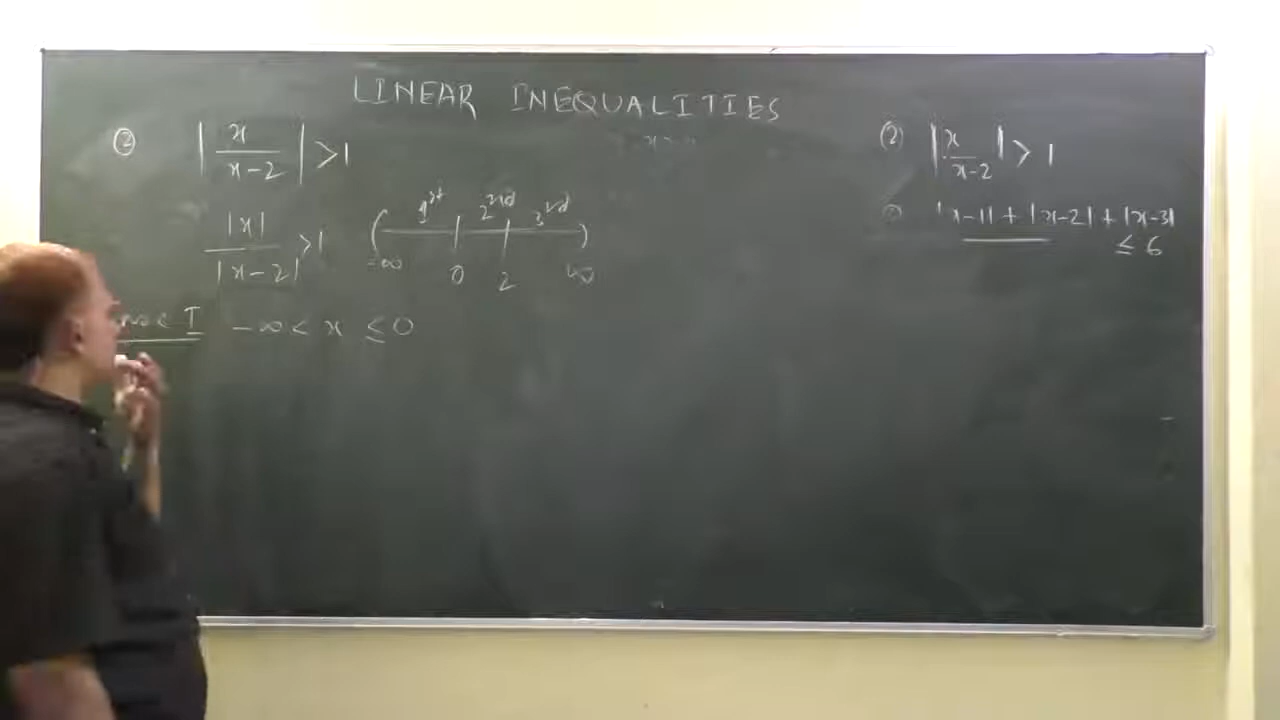 LINEAR INEQUALITIES
(2) |x/(x-2)| > 1
|x|/|x-2| > 1
1st 2nd 3rd
-∞ 0 2 ∞
I -∞ < x ≤ 0
(2) |x/(x-2)| > 1
|x-1| + |x-2| + |x-3|
≤ 6